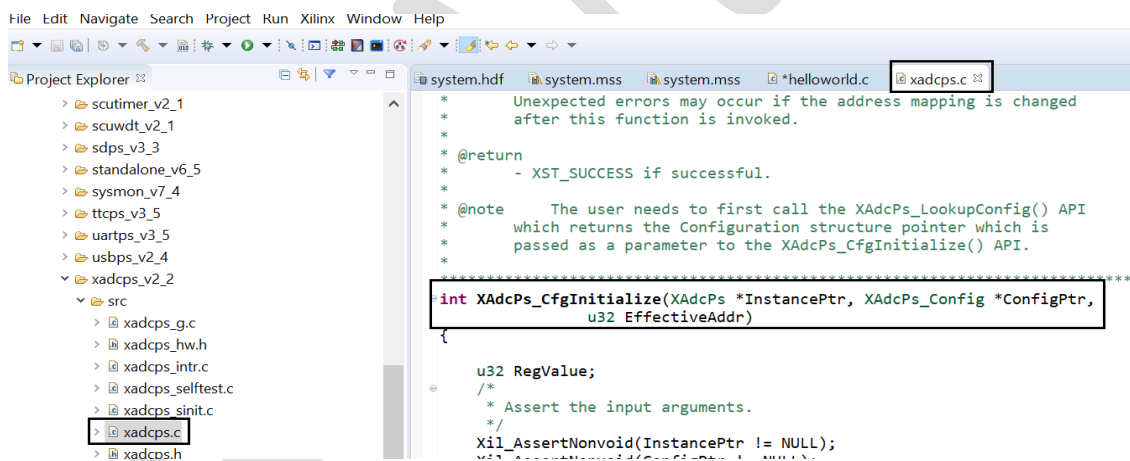 File Edit Navigate Search Project Run Xilinx Window Help
Project Explorer
scutimer_v2_1
scuwdt_v2_1
sdps_v3_3
standalone_v6_5
sysmon_v7_4
ttcps_v3_5
uartps_v3_5
usbps_v2_4
xadcps_v2_2
src
xadcps_g.c
xadcps_hw.h
xadcps_intr.c
xadcps_selftest.c
xadcps_sinit.c
xadcps.c
xadcps.h
system.hdf system.mss system.mss *helloworld.c xadcps.c
* Unexpected errors may occur if the address mapping is changed
* after this function is invoked.
*
* @return
* - XST_SUCCESS if successful.
*
* @note The user needs to first call the XAdcPs_LookupConfig() API
* which returns the Configuration structure pointer which is
* passed as a parameter to the XAdcPs_CfgInitialize() API.
*
******************************************************************************
int XAdcPs_CfgInitialize(XAdcPs *InstancePtr, XAdcPs_Config *ConfigPtr,
u32 EffectiveAddr)
{
u32 RegValue;
/*
* Assert the input arguments.
*/
Xil_AssertNonvoid(InstancePtr != NULL);
Xil_AssertNonvoid(ConfigPtr != NULL);